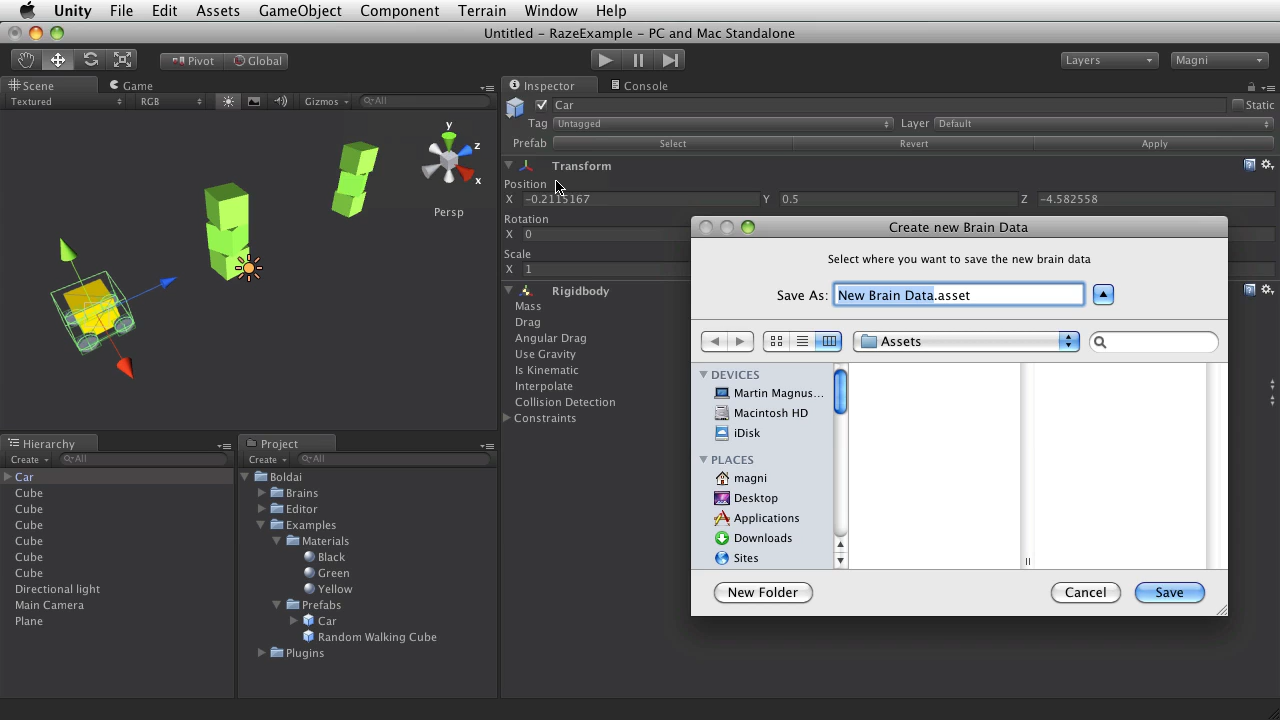 Unity File Edit Assets GameObject Component Terrain Window Help
Untitled - RazeExample - PC and Mac Standalone
Pivot Global Layers Magni
Scene Game
Textured RGB Gizmos All
y
z
x
Persp
Inspector Console
Car Static
Tag Untagged Layer Default
Prefab Select Revert Apply
Transform
Position
X -0.2115167 Y 0.5 Z -4.582558
Rotation
X 0
Scale
X 1
Rigidbody
Mass
Drag
Angular Drag
Use Gravity
Is Kinematic
Interpolate
Collision Detection
Constraints
Create new Brain Data
Select where you want to save the new brain data
Save As: New Brain Data.asset
Assets
DEVICES
Martin Magnus...
Macintosh HD
iDisk
PLACES
magni
Desktop
Applications
Downloads
Sites
New Folder Cancel Save
Hierarchy
Create All
Car
Cube
Cube
Cube
Cube
Cube
Cube
Directional light
Main Camera
Plane
Project
Create All
Boldai
Brains
Editor
Examples
Materials
Black
Green
Yellow
Prefabs
Car
Random Walking Cube
Plugins